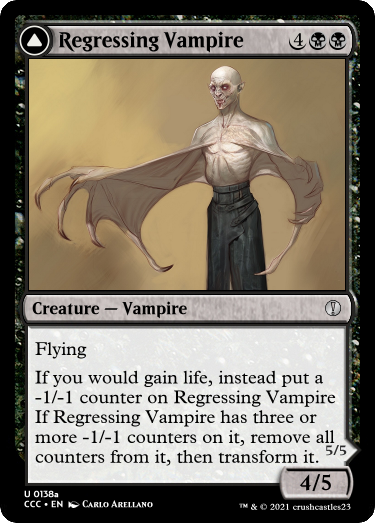 Regressing Vampire 4
Creature — Vampire
Flying
If you would gain life, instead put a
-1/-1 counter on Regressing Vampire
If Regressing Vampire has three or
more -1/-1 counters on it, remove all
counters from it, then transform it.
5/5
4/5
U 0138a
CCC • EN Carlo Arellano
™ & © 2021 crushcastles23